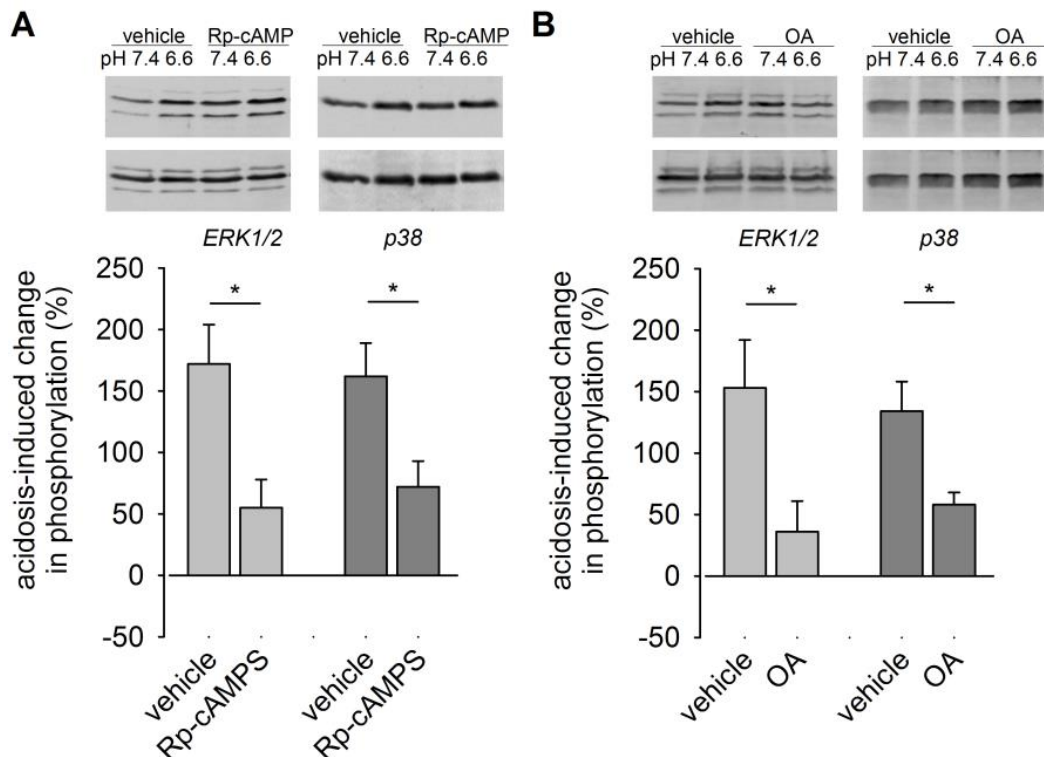 A
vehicle Rp-cAMP vehicle Rp-cAMP
pH 7.4 6.6 7.4 6.6 pH 7.4 6.6 7.4 6.6
ERK1/2 p38
acidosis-induced change
in phosphorylation (%)
250
200
150
100
50
0
-50
* *
vehicle Rp-cAMPS vehicle Rp-cAMPS
B
vehicle OA vehicle OA
pH 7.4 6.6 7.4 6.6 pH 7.4 6.6 7.4 6.6
ERK1/2 p38
acidosis-induced change
in phosphorylation (%)
250
200
150
100
50
0
-50
* *
vehicle OA vehicle OA